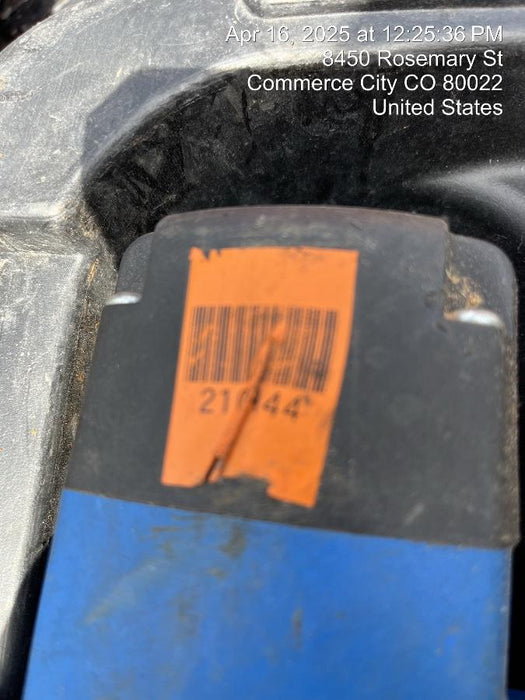 Apr 16, 2025 at 12:25:36 PM
8450 Rosemary St
Commerce City CO 80022
United States